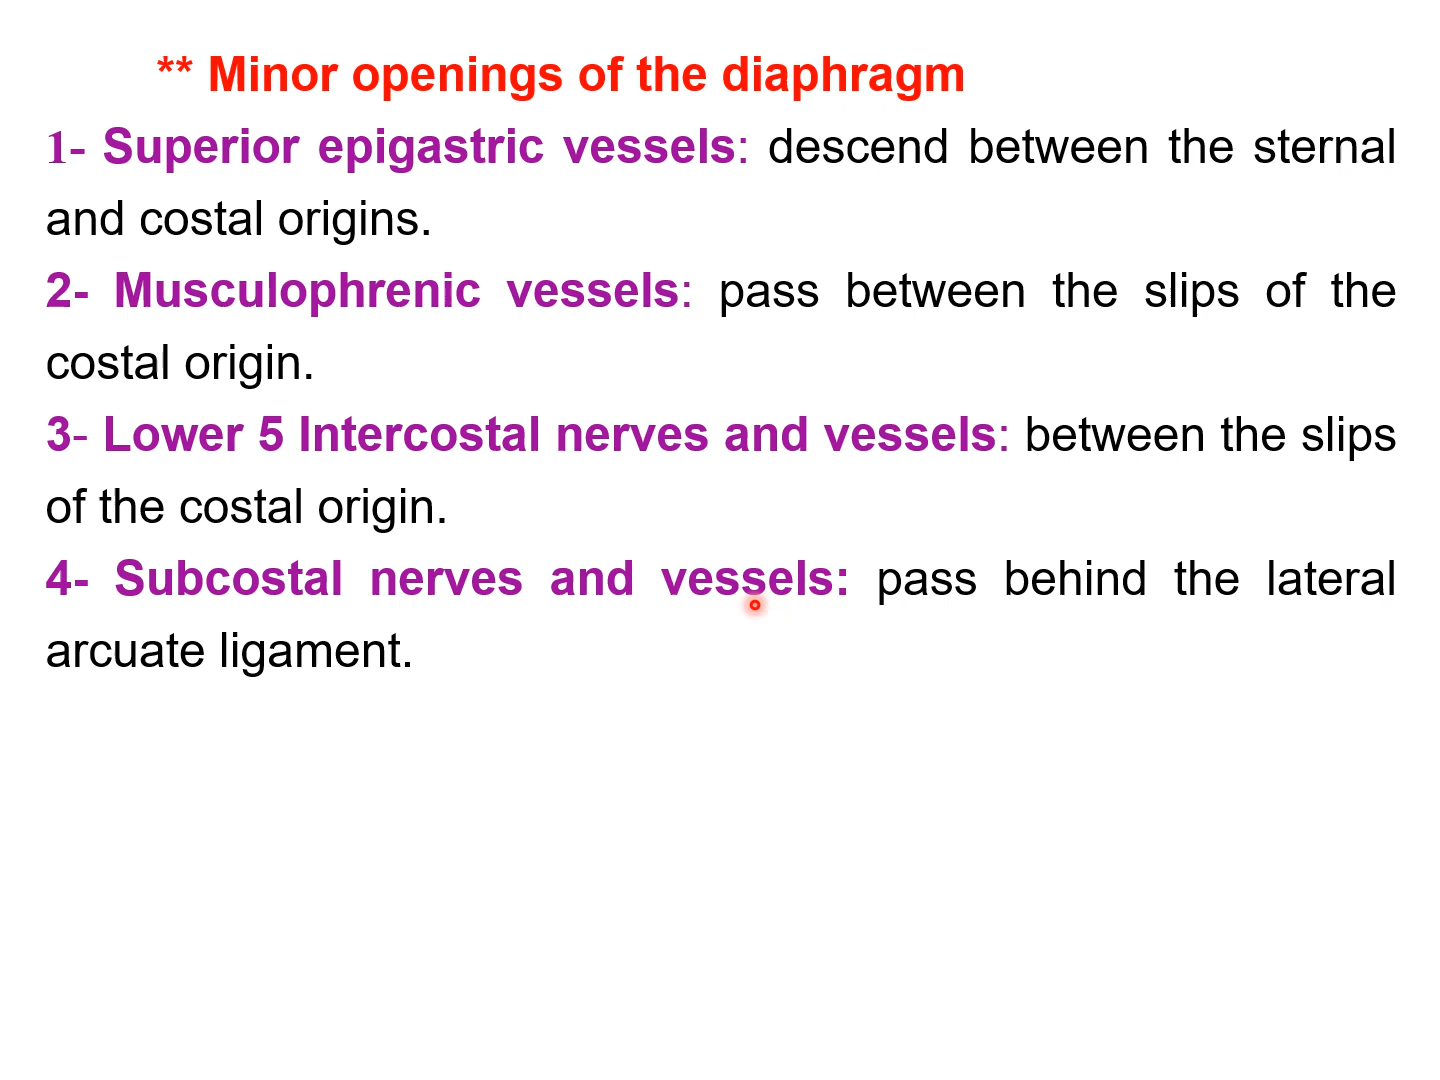 ** Minor openings of the diaphragm
1- Superior epigastric vessels: descend between the sternal
and costal origins.
2- Musculophrenic vessels: pass between the slips of the
costal origin.
3- Lower 5 Intercostal nerves and vessels: between the slips
of the costal origin.
4- Subcostal nerves and vessels: pass behind the lateral
arcuate ligament.